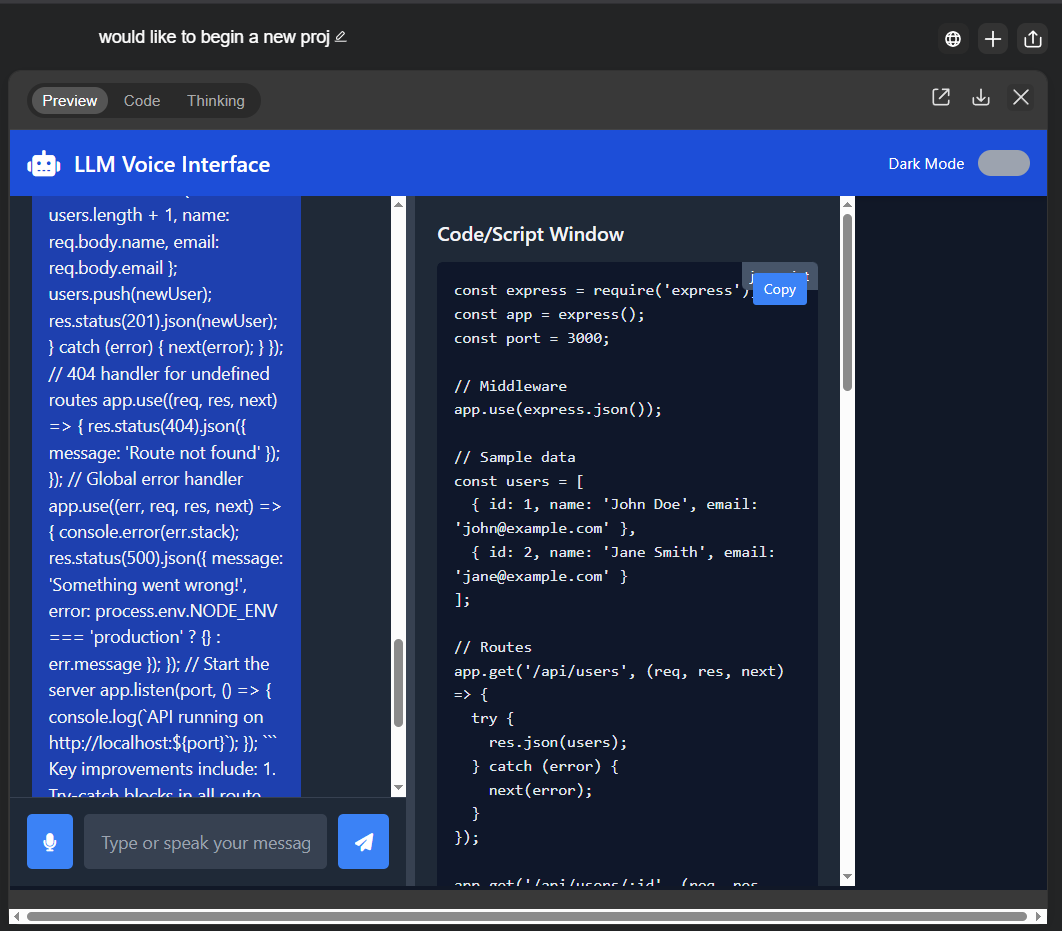 would like to begin a new proj
Preview Code Thinking
LLM Voice Interface
Dark Mode
users.length + 1, name:
req.body.name, email:
req.body.email };
users.push(newUser);
res.status(201).json(newUser);
} catch (error) { next(error); } });
// 404 handler for undefined
routes app.use((req, res, next)
=> { res.status(404).json({
message: 'Route not found' });
}); // Global error handler
app.use((err, req, res, next) =>
{ console.error(err.stack);
res.status(500).json({ message:
'Something went wrong!',
error: process.env.NODE_ENV
=== 'production' ? {} :
err.message }); }); // Start the
server app.listen(port, () => {
console.log(`API running on
http://localhost:${port}`); }); ```
Key improvements include: 1.
Try-catch blocks in all route
Type or speak your messag
Code/Script Window
Copy
const express = require('express')
const app = express();
const port = 3000;
// Middleware
app.use(express.json());
// Sample data
const users = [
{ id: 1, name: 'John Doe', email:
'john@example.com' },
{ id: 2, name: 'Jane Smith', email:
'jane@example.com' }
];
// Routes
app.get('/api/users', (req, res, next)
=> {
try {
res.json(users);
} catch (error) {
next(error);
}
});
app.get('/api/users/:id', (req, res,